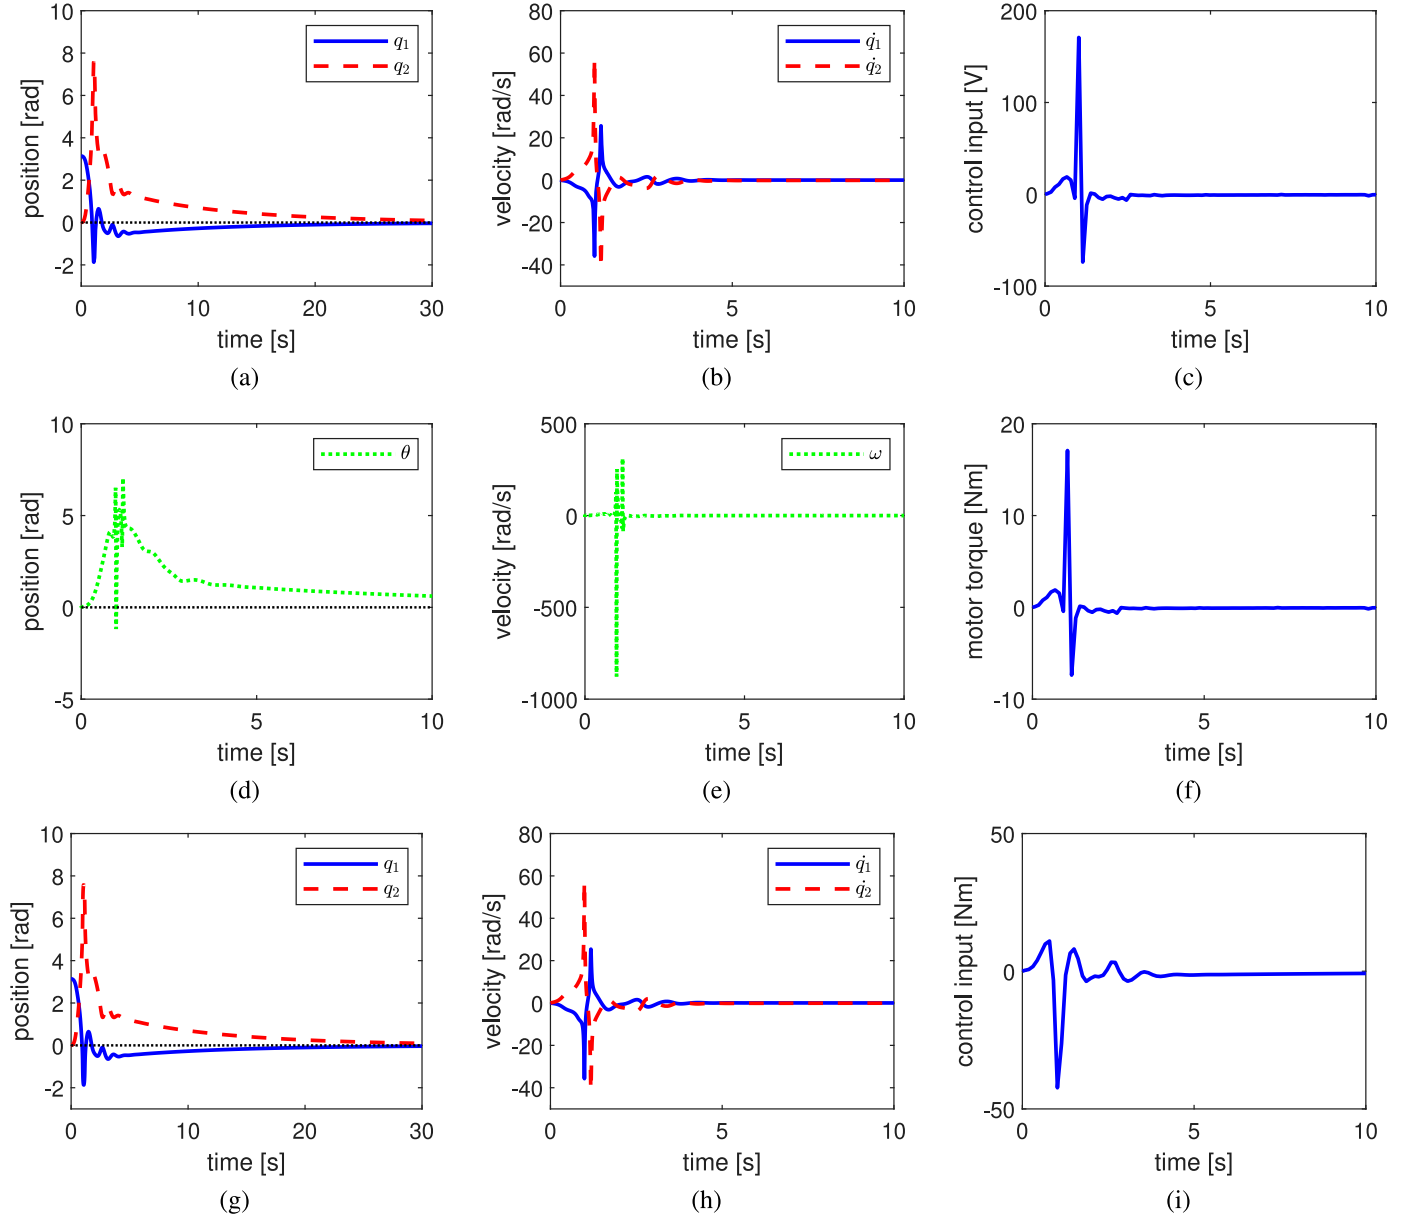 10
8
6
4
2
0
-2
0 10 20 30
position [rad]
time [s]
q1
q2
(a)
80
60
40
20
0
-20
-40
0 5 10
velocity [rad/s]
time [s]
q̇1
q̇2
(b)
200
100
0
-100
0 5 10
control input [V]
time [s]
(c)
10
5
0
-5
0 5 10
position [rad]
time [s]
θ
(d)
500
0
-500
-1000
0 5 10
velocity [rad/s]
time [s]
ω
(e)
20
10
0
-10
0 5 10
motor torque [Nm]
time [s]
(f)
10
8
6
4
2
0
-2
0 10 20 30
position [rad]
time [s]
q1
q2
(g)
80
60
40
20
0
-20
-40
0 5 10
velocity [rad/s]
time [s]
q̇1
q̇2
(h)
50
0
-50
0 5 10
control input [Nm]
time [s]
(i)